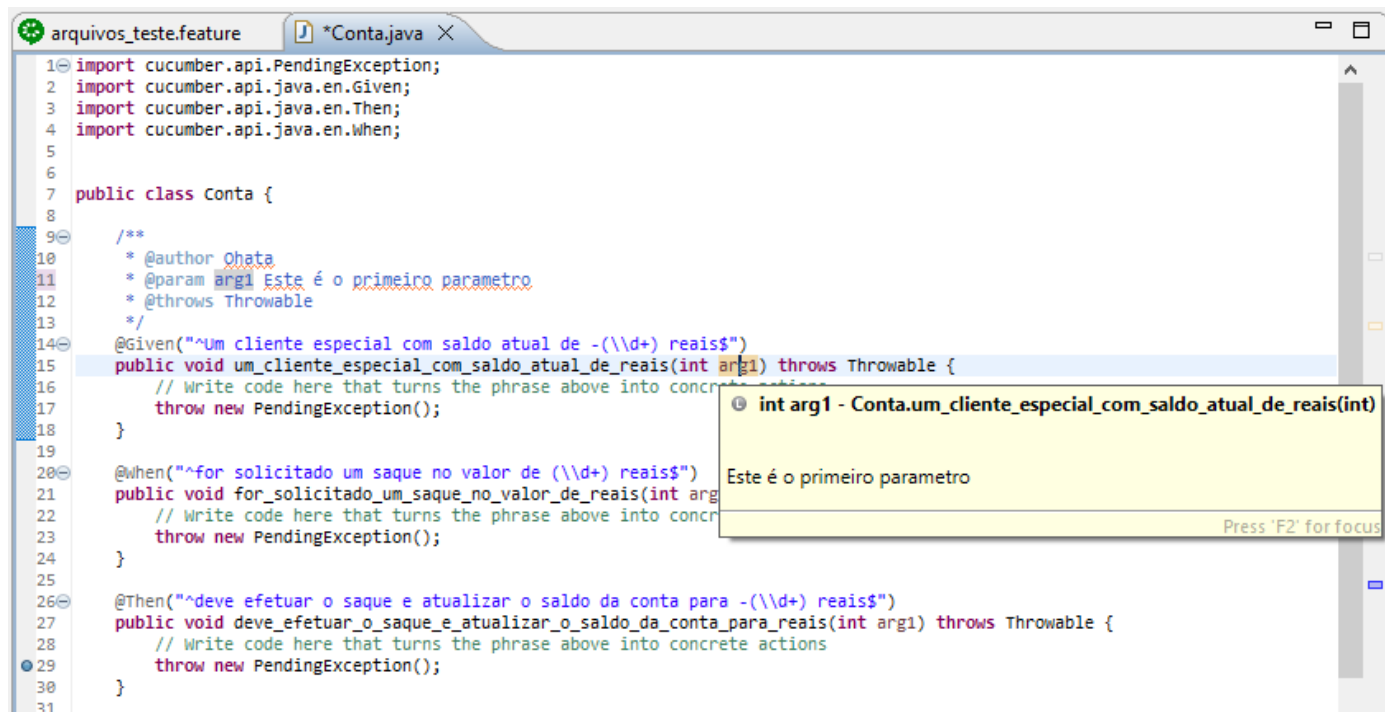 arquivos_teste.feature *Conta.java
1 import cucumber.api.PendingException;
2 import cucumber.api.java.en.Given;
3 import cucumber.api.java.en.Then;
4 import cucumber.api.java.en.When;
5
6
7 public class Conta {
8
9 /**
10 * @author Ohata
11 * @param arg1 Este é o primeiro parametro
12 * @throws Throwable
13 */
14 @Given("^Um cliente especial com saldo atual de -(\\d+) reais$")
15 public void um_cliente_especial_com_saldo_atual_de_reais(int arg1) throws Throwable {
16 // Write code here that turns the phrase above into concrete actions
17 throw new PendingException();
18 }
19
20 @When("^for solicitado um saque no valor de (\\d+) reais$")
21 public void for_solicitado_um_saque_no_valor_de_reais(int arg
22 // Write code here that turns the phrase above into concr
23 throw new PendingException();
24 }
25
26 @Then("^deve efetuar o saque e atualizar o saldo da conta para -(\\d+) reais$")
27 public void deve_efetuar_o_saque_e_atualizar_o_saldo_da_conta_para_reais(int arg1) throws Throwable {
28 // Write code here that turns the phrase above into concrete actions
29 throw new PendingException();
30 }
31
int arg1 - Conta.um_cliente_especial_com_saldo_atual_de_reais(int)
Este é o primeiro parametro
Press 'F2' for focus